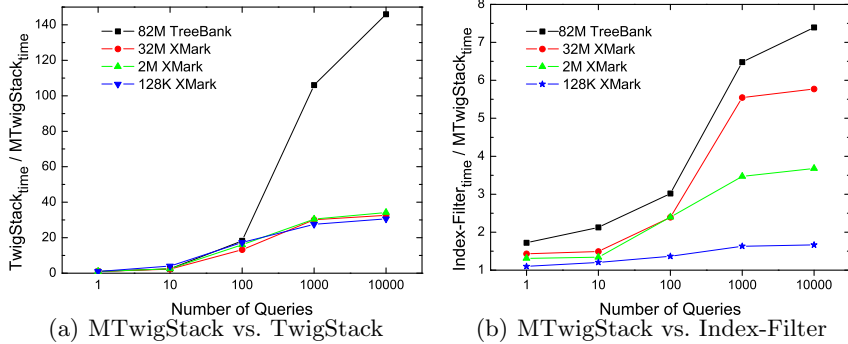 140
120
100
80
60
40
20
0
TwigStack_time / MTwigStack_time
82M TreeBank
32M XMark
2M XMark
128K XMark
1 10 100 1000 10000
Number of Queries
(a) MTwigStack vs. TwigStack
8
7
6
5
4
3
2
1
Index-Filter_time / MTwigStack_time
82M TreeBank
32M XMark
2M XMark
128K XMark
1 10 100 1000 10000
Number of Queries
(b) MTwigStack vs. Index-Filter